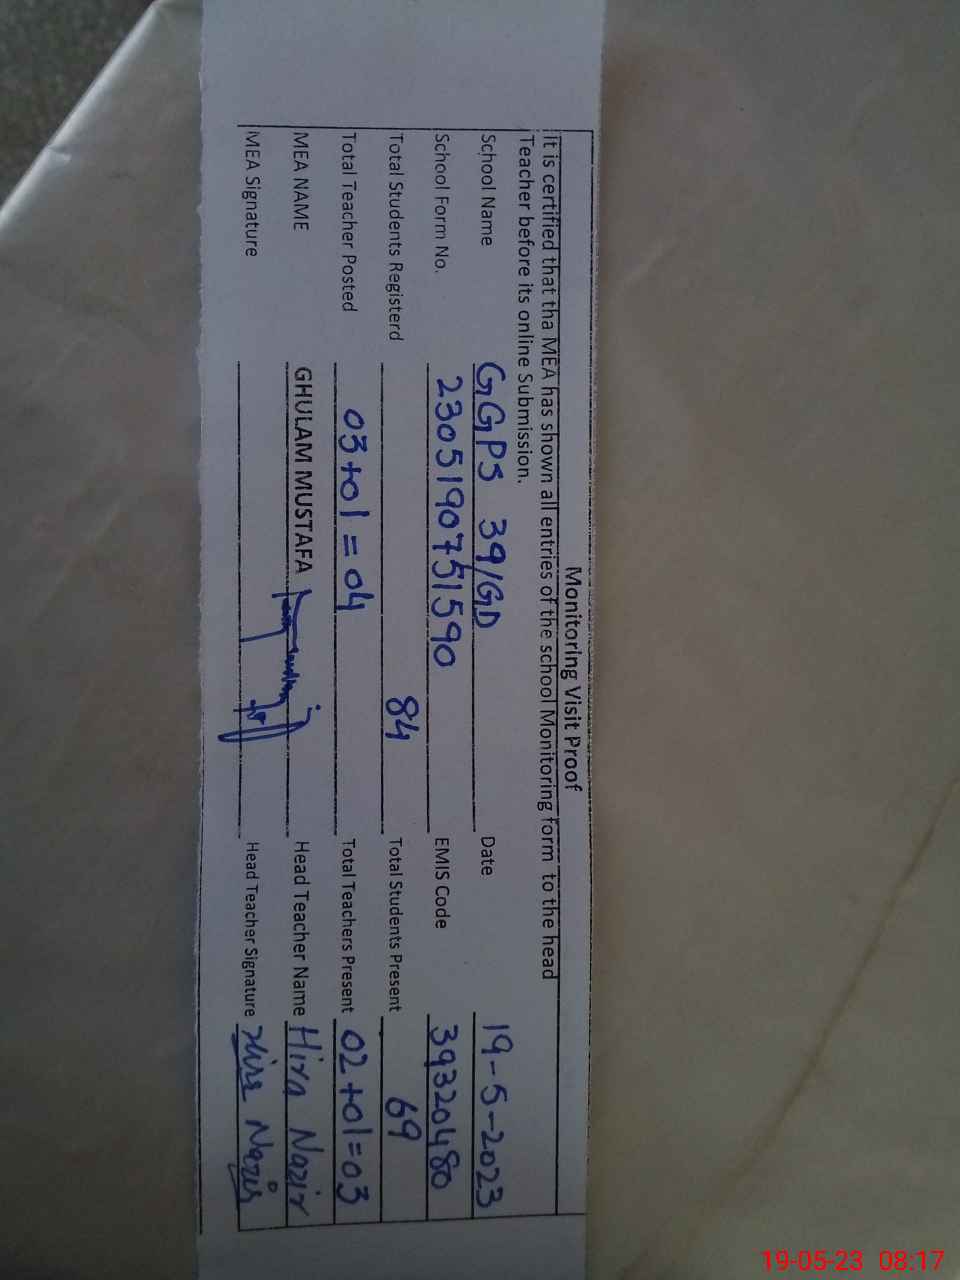 Monitoring Visit Proof
It is certified that tha MEA has shown all entries of the school Monitoring form to the head
Teacher before its online Submission.
School Name GGPS 39/GD Date 19-5-2023
School Form No. 2305190751590 EMIS Code 39320480
Total Students Registerd 84 Total Students Present 69
Total Teacher Posted 03+01=04 Total Teachers Present 02+01=03
MEA NAME GHULAM MUSTAFA Head Teacher Name Hira Nazir
MEA Signature Head Teacher Signature Hira Nazir
19-05-23 08:17